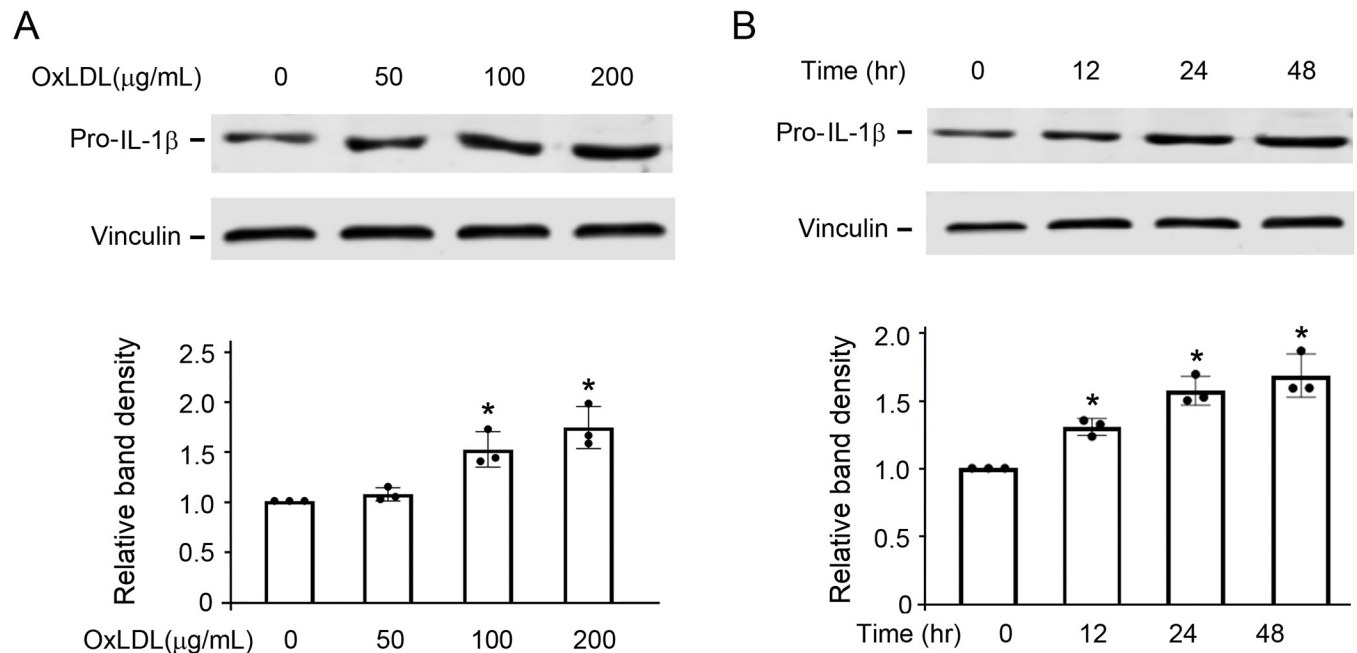 A
OxLDL(μg/mL) 0 50 100 200
Pro-IL-1β –
Vinculin –
Relative band density
2.5
2.0
1.5
1.0
0.5
0
* *
OxLDL(μg/mL) 0 50 100 200
B
Time (hr) 0 12 24 48
Pro-IL-1β –
Vinculin –
Relative band density
2.0
1.5
1.0
0.5
0
* * *
Time (hr) 0 12 24 48